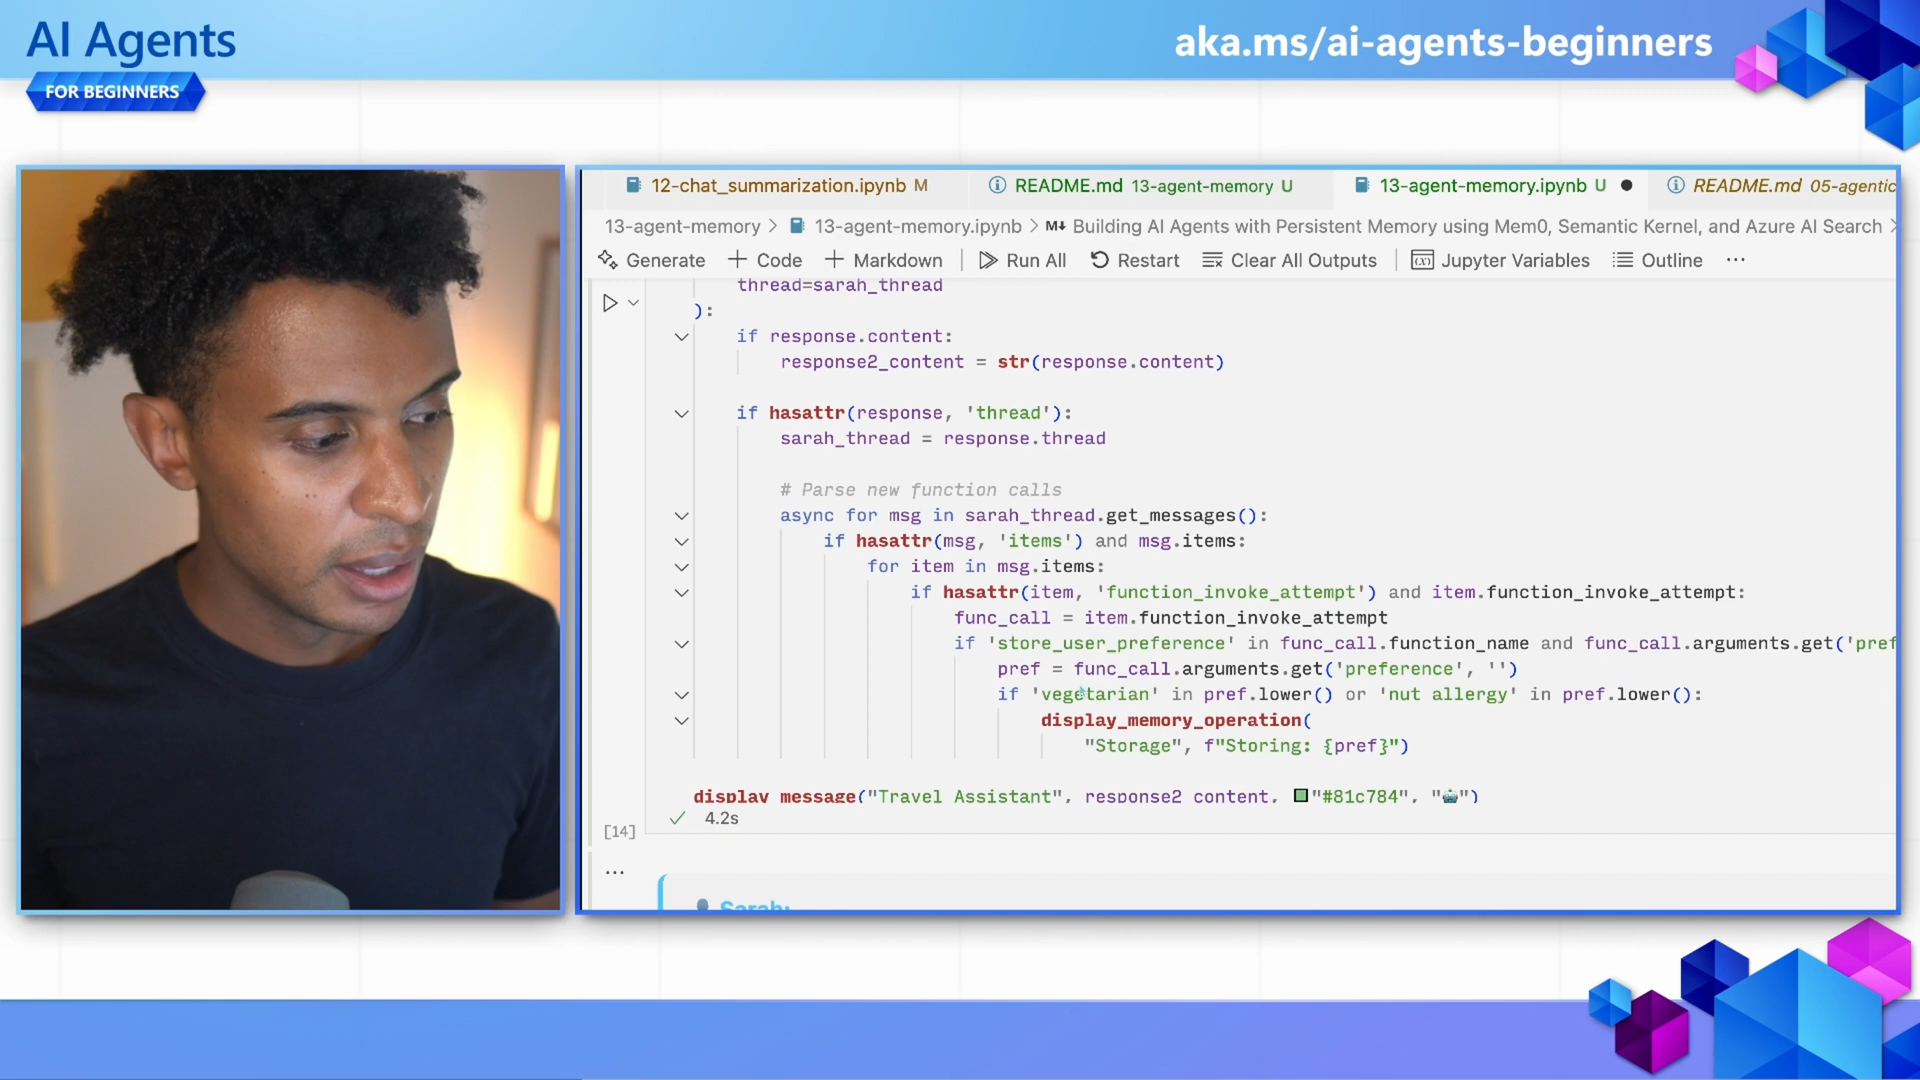 AI Agents
FOR BEGINNERS
aka.ms/ai-agents-beginners
12-chat_summarization.ipynb M
README.md 13-agent-memory U
13-agent-memory.ipynb U
README.md 05-agentic
13-agent-memory > 13-agent-memory.ipynb > M↓ Building AI Agents with Persistent Memory using Mem0, Semantic Kernel, and Azure AI Search >
Generate + Code + Markdown | Run All Restart Clear All Outputs | Jupyter Variables Outline ...
thread=sarah_thread
):
if response.content:
response2_content = str(response.content)
if hasattr(response, 'thread'):
sarah_thread = response.thread
# Parse new function calls
async for msg in sarah_thread.get_messages():
if hasattr(msg, 'items') and msg.items:
for item in msg.items:
if hasattr(item, 'function_invoke_attempt') and item.function_invoke_attempt:
func_call = item.function_invoke_attempt
if 'store_user_preference' in func_call.function_name and func_call.arguments.get('pref
pref = func_call.arguments.get('preference', '')
if 'vegetarian' in pref.lower() or 'nut allergy' in pref.lower():
display_memory_operation(
"Storage", f"Storing: {pref}")
display_message("Travel Assistant", response2_content, "#81c784", "🤖")
4.2s
[14]
...
Sarah: